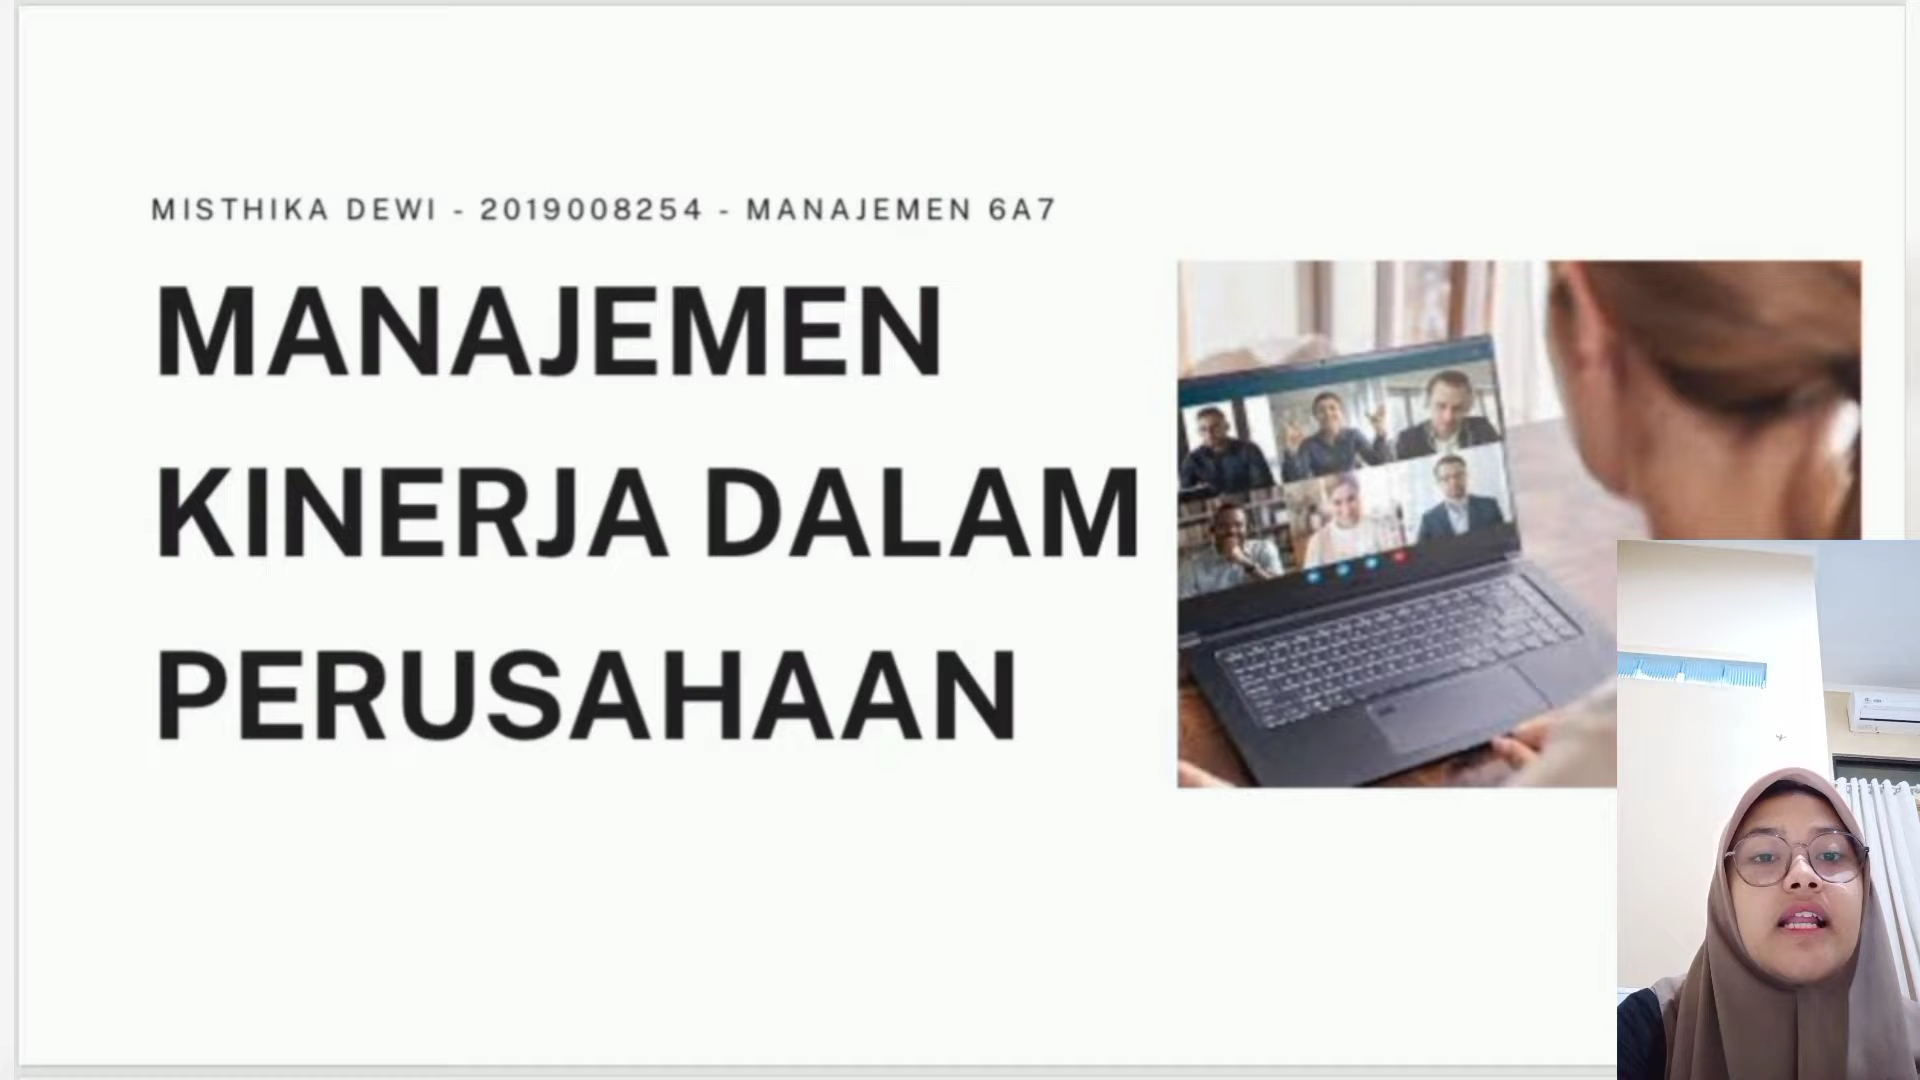 MISTHIKA DEWI - 2019008254 - MANAJEMEN 6A7
MANAJEMEN
KINERJA DALAM
PERUSAHAAN